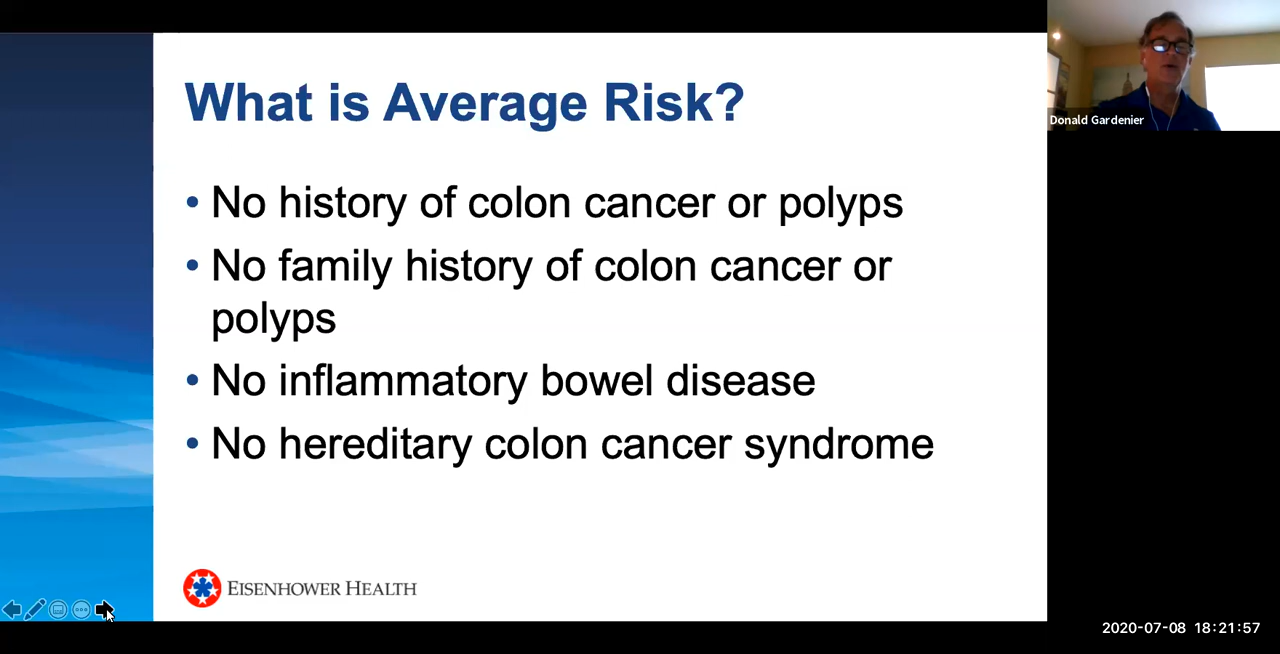 What is Average Risk?
• No history of colon cancer or polyps
• No family history of colon cancer or
polyps
• No inflammatory bowel disease
• No hereditary colon cancer syndrome
EISENHOWER HEALTH
Donald Gardenier
2020-07-08 18:21:57